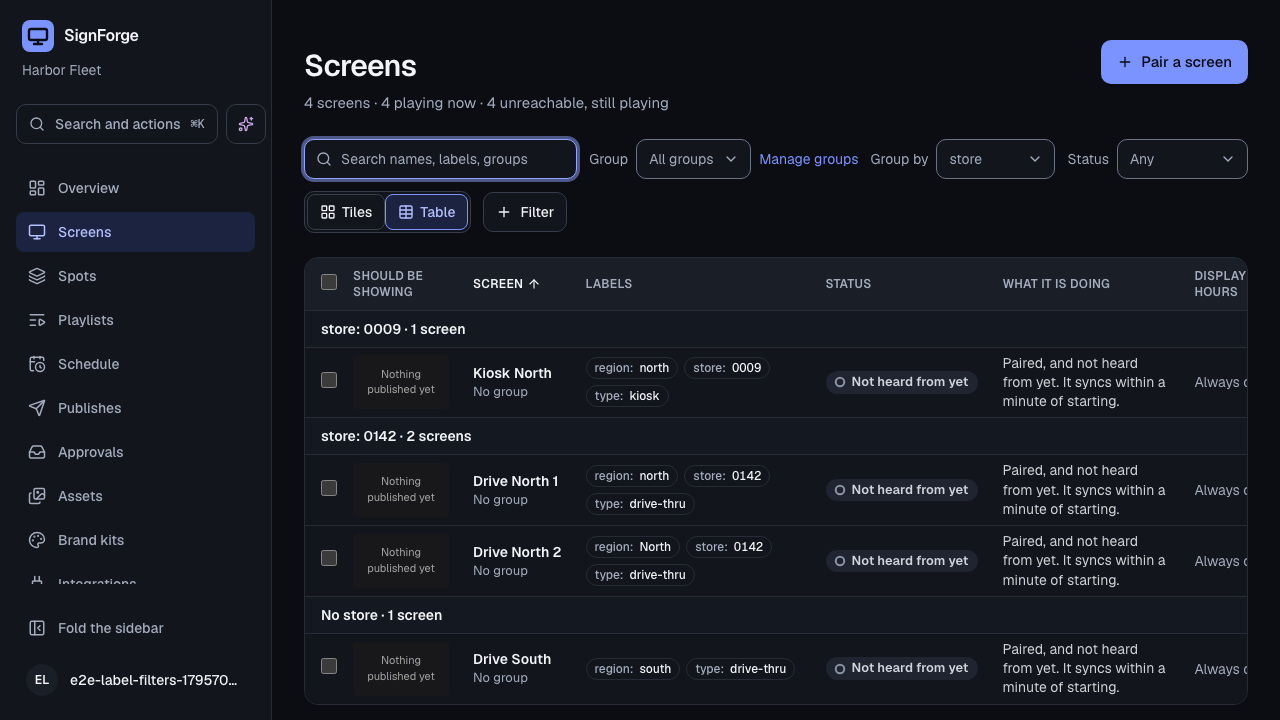 SignForge
Harbor Fleet
Search and actions ⌘K
Overview
Screens
Spots
Playlists
Schedule
Publishes
Approvals
Assets
Brand kits
Integrations
Fold the sidebar
EL e2e-label-filters-179570...
Screens
Pair a screen
4 screens · 4 playing now · 4 unreachable, still playing
Search names, labels, groups Group All groups Manage groups Group by store Status Any
Tiles Table Filter
SHOULD BE
SHOWING
SCREEN LABELS STATUS WHAT IT IS DOING
DISPLAY
HOURS
store: 0009 · 1 screen
Nothing
published yet
Kiosk North
No group
region: north store: 0009
type: kiosk
Not heard from yet
Paired, and not heard
from yet. It syncs within a
minute of starting.
Always
store: 0142 · 2 screens
Nothing
published yet
Drive North 1
No group
region: north store: 0142
type: drive-thru
Not heard from yet
Paired, and not heard
from yet. It syncs within a
minute of starting.
Always
Nothing
published yet
Drive North 2
No group
region: North store: 0142
type: drive-thru
Not heard from yet
Paired, and not heard
from yet. It syncs within a
minute of starting.
Always
No store · 1 screen
Nothing
published yet
Drive South
No group
region: south type: drive-thru
Not heard from yet
Paired, and not heard
from yet. It syncs within a
minute of starting.
Always